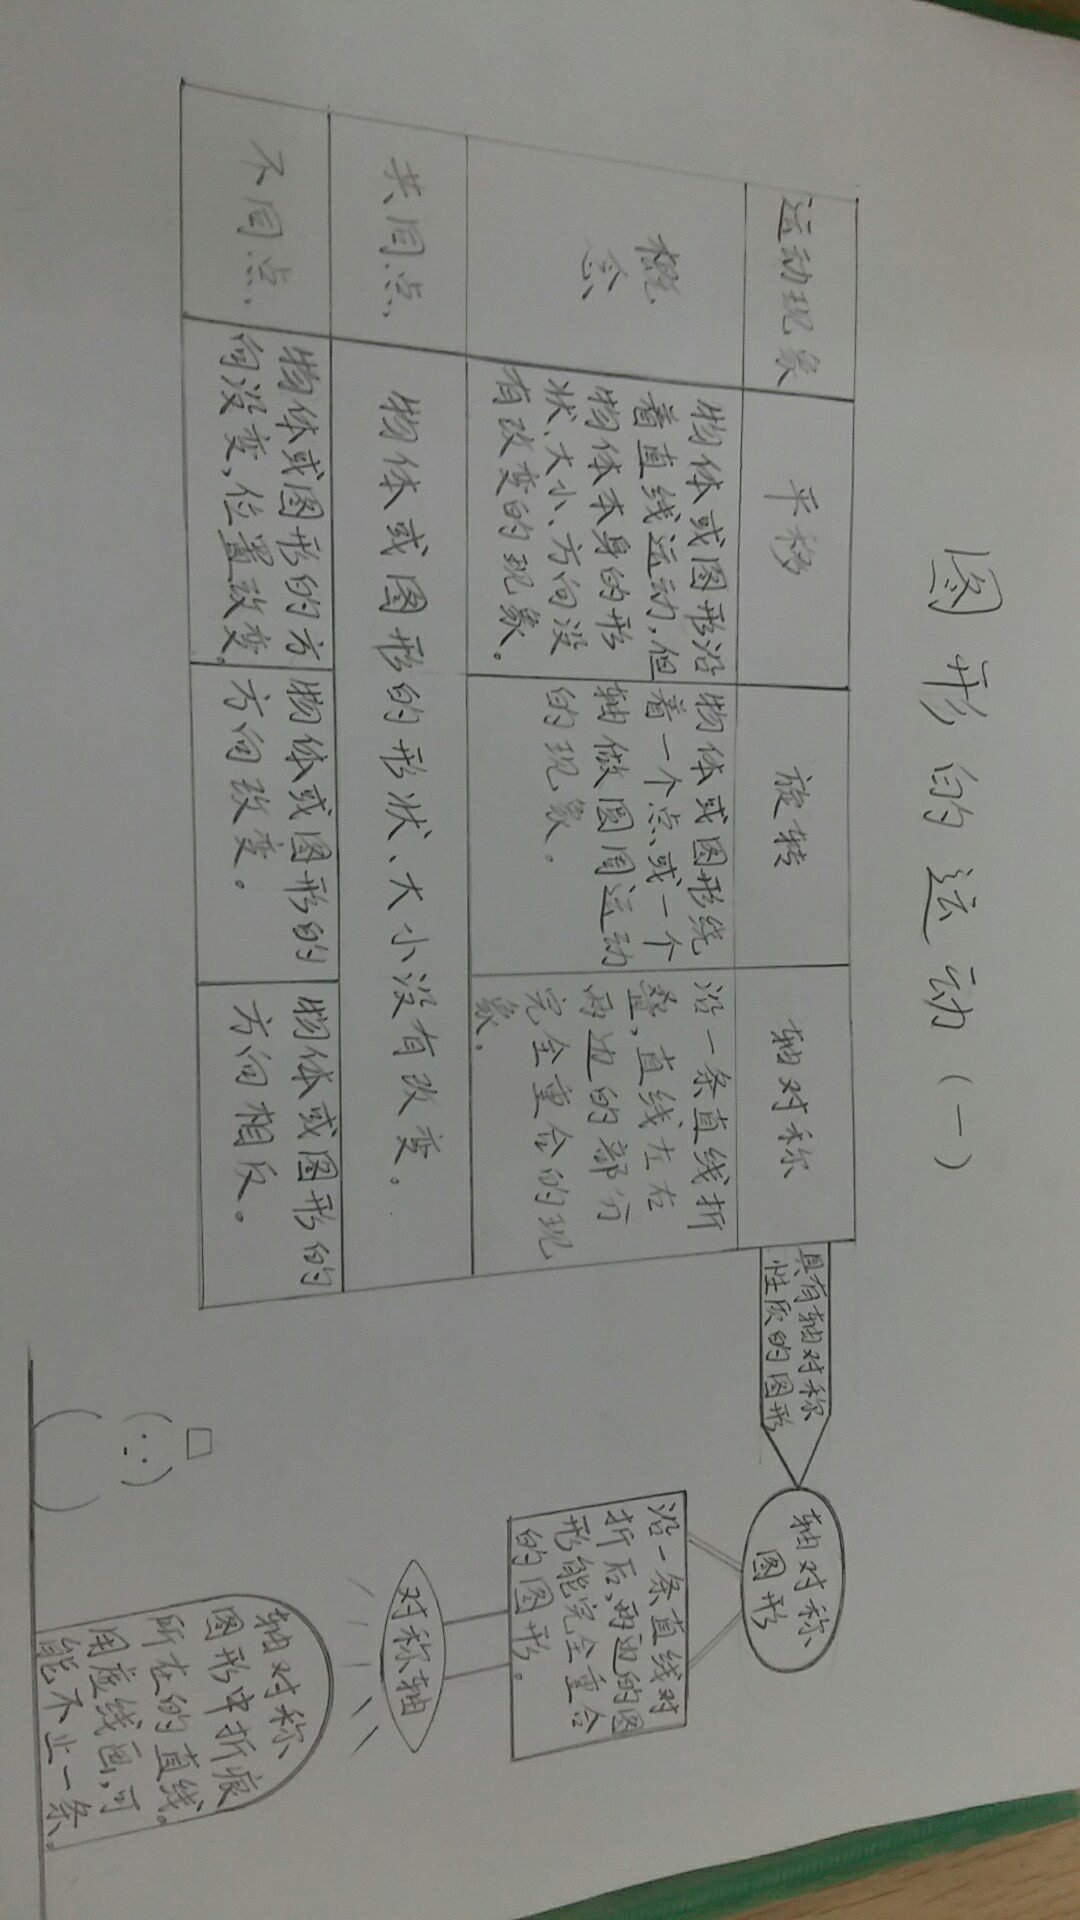 图形的运动（一）
运动现象
平移
旋转
轴对称
概
念
物体或图形沿
着直线运动,但
物体本身的形
状、大小、方向没
有改变的现象。
物体或图形绕
着一个点或一个
轴做圆周运动
的现象。
沿一条直线折
叠,直线左右
两边的部分
完全重合的现
象。
共同点
物体或图形的形状、大小没有改变。
不同点
物体或图形的方
向没变,位置改变
物体或图形的
方向改变。
物体或图形的
方向相反。
具有轴对称
性质的图形
轴对称
图形
沿一条直线对
折后,两边的图
形能完全重合
的图形。
对称轴
轴对称
图形中折痕
所在的直线。
用虚线画,可
能不止一条。